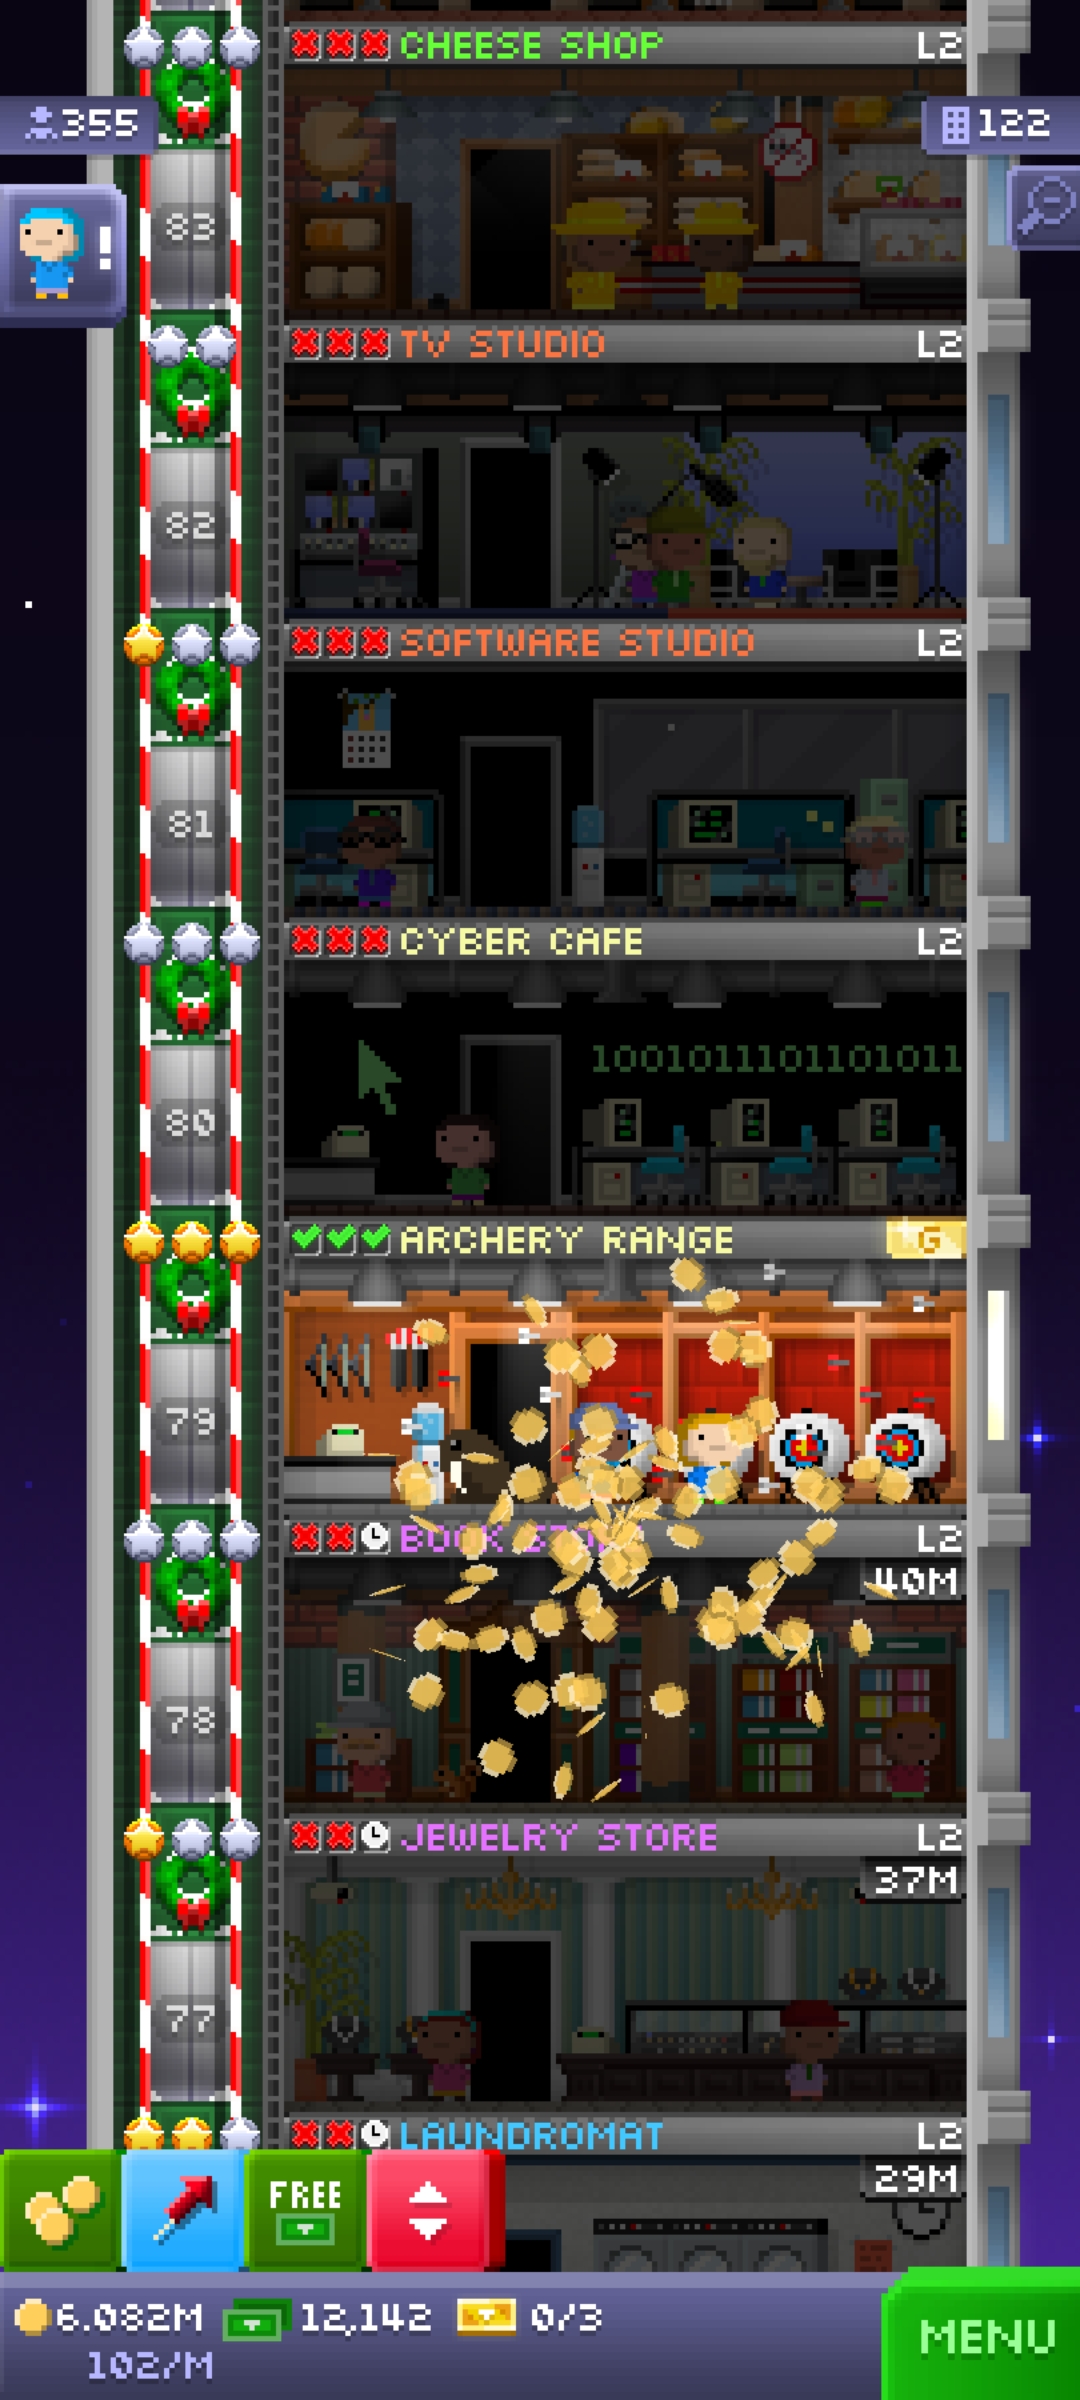 CHEESE SHOP L2
355
122
83
!
TV STUDIO L2
82
SOFTWARE STUDIO L2
81
CYBER CAFE L2
1001011101101011
80
ARCHERY RANGE G
79
L2
40M
78
JEWELRY STORE L2
37M
77
LAUNDROMAT L2
29M
FREE
6.082M 12,142 0/3
102/M
MENU